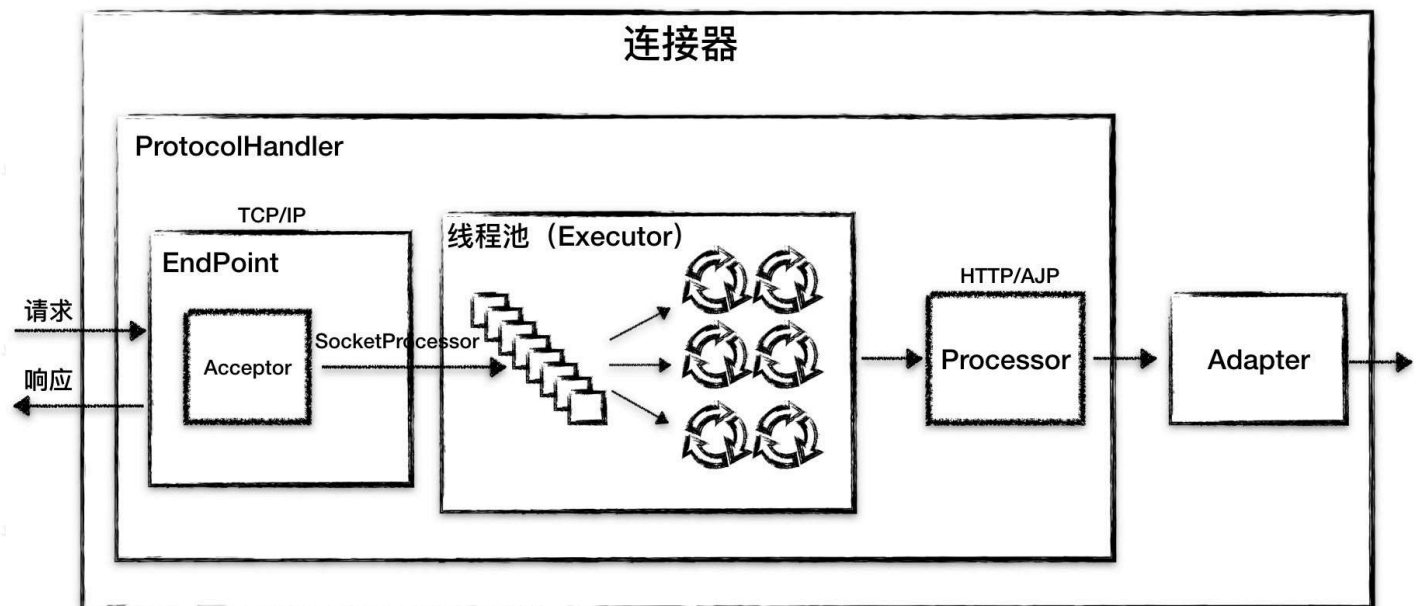 连接器
ProtocolHandler
TCP/IP
线程池（Executor）
EndPoint
HTTP/AJP
请求
SocketProcessor
Acceptor
Processor
Adapter
响应